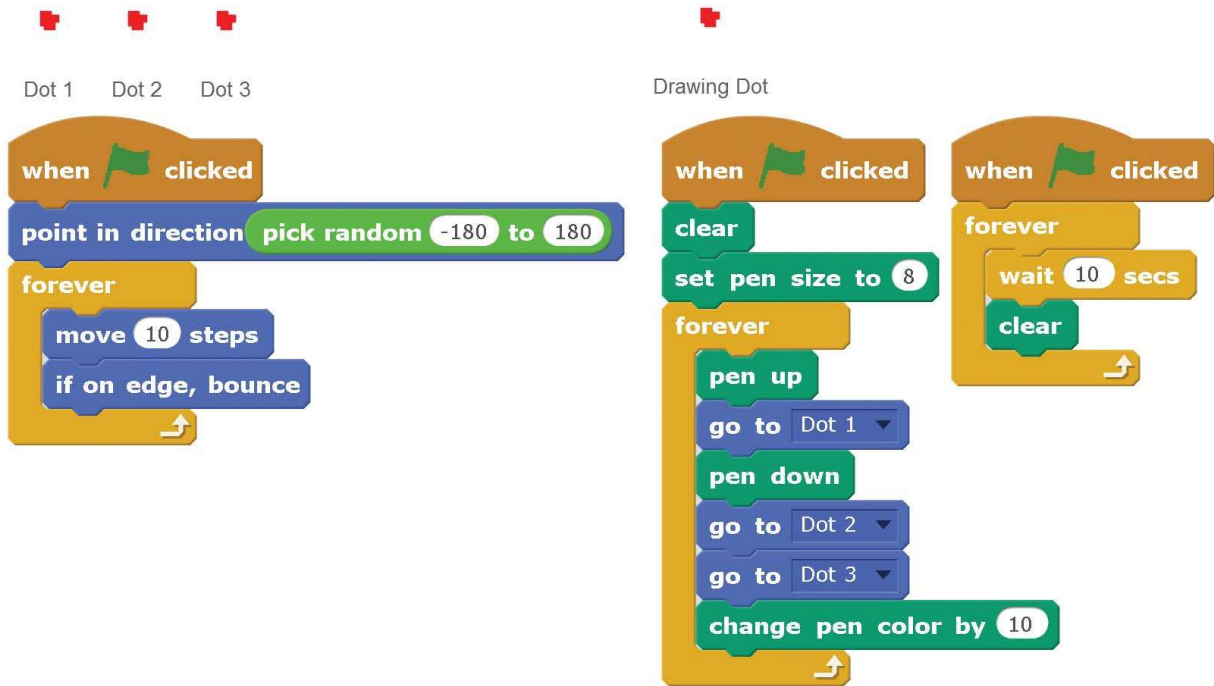 Dot 1 Dot 2 Dot 3
when clicked
point in direction pick random -180 to 180
forever
move 10 steps
if on edge, bounce
Drawing Dot
when clicked
clear
set pen size to 8
forever
pen up
go to Dot 1
pen down
go to Dot 2
go to Dot 3
change pen color by 10
when clicked
forever
wait 10 secs
clear